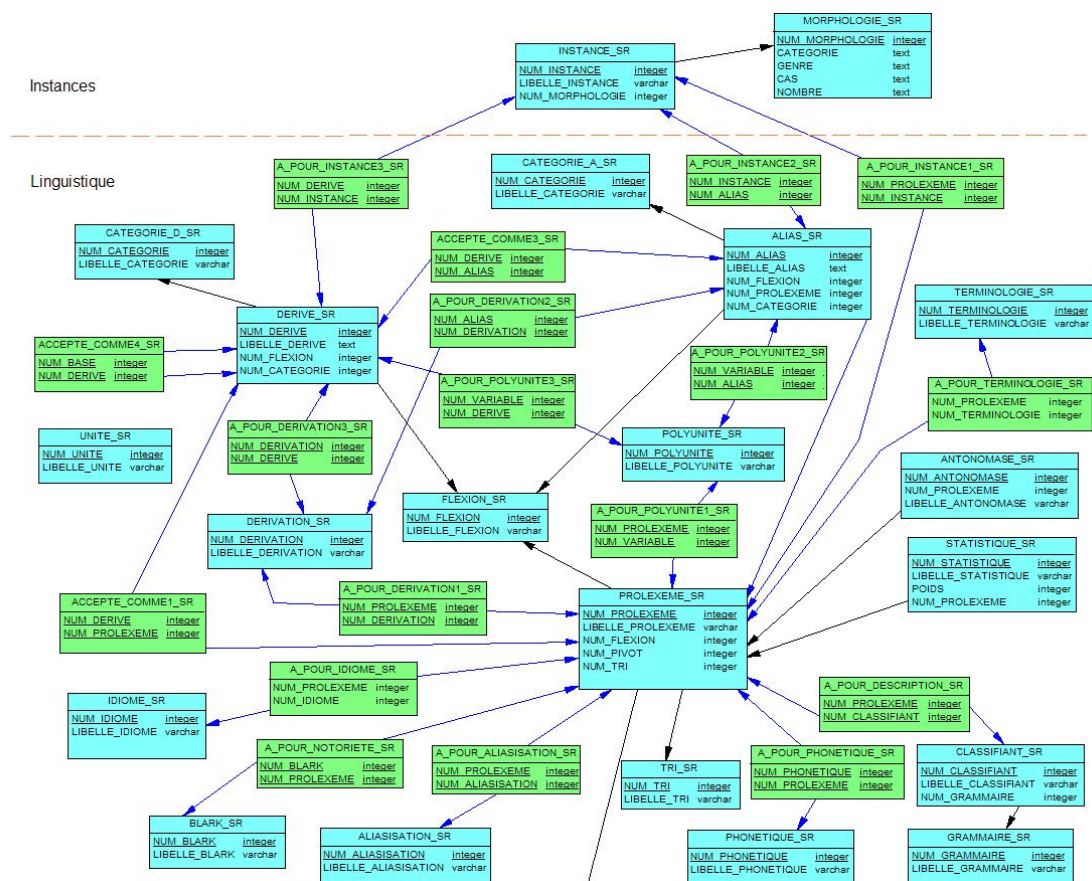 MORPHOLOGIE_SR
NUM_MORPHOLOGIE integer
CATEGORIE text
GENRE text
CAS text
NOMBRE text
INSTANCE_SR
NUM_INSTANCE integer
LIBELLE_INSTANCE varchar
NUM_MORPHOLOGIE integer
Instances
Linguistique
A_POUR_INSTANCE3_SR
NUM_DERIVE integer
NUM_INSTANCE integer
CATEGORIE_A_SR
NUM_CATEGORIE integer
LIBELLE_CATEGORIE varchar
A_POUR_INSTANCE2_SR
NUM_INSTANCE integer
NUM_ALIAS integer
A_POUR_INSTANCE1_SR
NUM_PROLEXEME integer
NUM_INSTANCE integer
CATEGORIE_D_SR
NUM_CATEGORIE integer
LIBELLE_CATEGORIE varchar
ACCEPTE_COMME3_SR
NUM_DERIVE integer
NUM_ALIAS integer
ALIAS_SR
NUM_ALIAS integer
LIBELLE_ALIAS text
NUM_FLEXION integer
NUM_PROLEXEME integer
NUM_CATEGORIE integer
A_POUR_DERIVATION2_SR
NUM_ALIAS integer
NUM_DERIVATION integer
TERMINOLOGIE_SR
NUM_TERMINOLOGIE integer
LIBELLE_TERMINOLOGIE varchar
DERIVE_SR
NUM_DERIVE integer
LIBELLE_DERIVE text
NUM_FLEXION integer
NUM_CATEGORIE integer
ACCEPTE_COMME4_SR
NUM_BASE integer
NUM_DERIVE integer
A_POUR_POLYUNITE2_SR
NUM_VARIABLE integer
NUM_ALIAS integer
A_POUR_POLYUNITE3_SR
NUM_VARIABLE integer
NUM_DERIVE integer
A_POUR_TERMINOLOGIE_SR
NUM_PROLEXEME integer
NUM_TERMINOLOGIE integer
UNITE_SR
NUM_UNITE integer
LIBELLE_UNITE varchar
A_POUR_DERIVATION3_SR
NUM_DERIVATION integer
NUM_DERIVE integer
POLYUNITE_SR
NUM_POLYUNITE integer
LIBELLE_POLYUNITE varchar
ANTONOMASE_SR
NUM_ANTONOMASE integer
NUM_PROLEXEME integer
LIBELLE_ANTONOMASE varchar
FLEXION_SR
NUM_FLEXION integer
LIBELLE_FLEXION varchar
A_POUR_POLYUNITE1_SR
NUM_PROLEXEME integer
NUM_VARIABLE integer
DERIVATION_SR
NUM_DERIVATION integer
LIBELLE_DERIVATION varchar
STATISTIQUE_SR
NUM_STATISTIQUE integer
LIBELLE_STATISTIQUE varchar
POIDS integer
NUM_PROLEXEME integer
ACCEPTE_COMME1_SR
NUM_DERIVE integer
NUM_PROLEXEME integer
A_POUR_DERIVATION1_SR
NUM_PROLEXEME integer
NUM_DERIVATION integer
PROLEXEME_SR
NUM_PROLEXEME integer
LIBELLE_PROLEXEME varchar
NUM_FLEXION integer
NUM_PIVOT integer
NUM_TRI integer
A_POUR_IDIOME_SR
NUM_PROLEXEME integer
NUM_IDIOME integer
A_POUR_DESCRIPTION_SR
NUM_PROLEXEME integer
NUM_CLASSIFIANT integer
IDIOME_SR
NUM_IDIOME integer
LIBELLE_IDIOME varchar
A_POUR_NOTORIETE_SR
NUM_BLARK integer
NUM_PROLEXEME integer
A_POUR_ALIASISATION_SR
NUM_PROLEXEME integer
NUM_ALIASISATION integer
TRI_SR
NUM_TRI integer
LIBELLE_TRI varchar
A_POUR_PHONETIQUE_SR
NUM_PHONETIQUE integer
NUM_PROLEXEME integer
CLASSIFIANT_SR
NUM_CLASSIFIANT integer
LIBELLE_CLASSIFIANT varchar
NUM_GRAMMAIRE integer
BLARK_SR
NUM_BLARK integer
LIBELLE_BLARK varchar
ALIASISATION_SR
NUM_ALIASISATION integer
LIBELLE_ALIASISATION varchar
PHONETIQUE_SR
NUM_PHONETIQUE integer
LIBELLE_PHONETIQUE varchar
GRAMMAIRE_SR
NUM_GRAMMAIRE integer
LIBELLE_GRAMMAIRE varchar